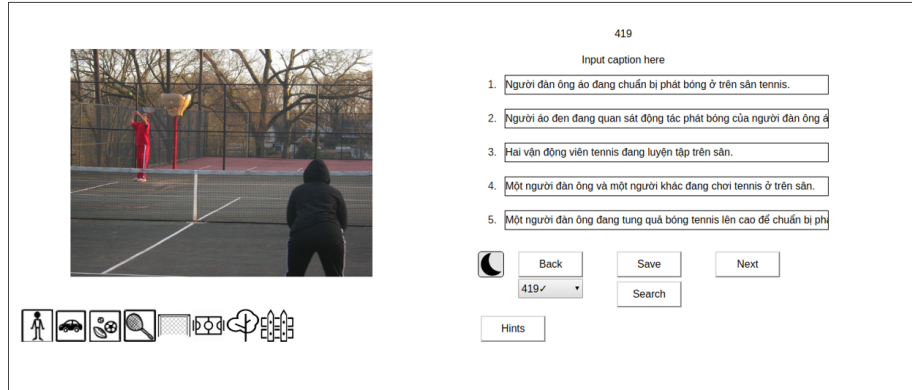 419
Input caption here
1. Người đàn ông áo đang chuẩn bị phát bóng ở trên sân tennis.
2. Người áo đen đang quan sát động tác phát bóng của người đàn ông á
3. Hai vận động viên tennis đang luyện tập trên sân.
4. Một người đàn ông và một người khác đang chơi tennis ở trên sân.
5. Một người đàn ông đang tung quả bóng tennis lên cao để chuẩn bị phá
Back Save Next
419✓
Search
Hints